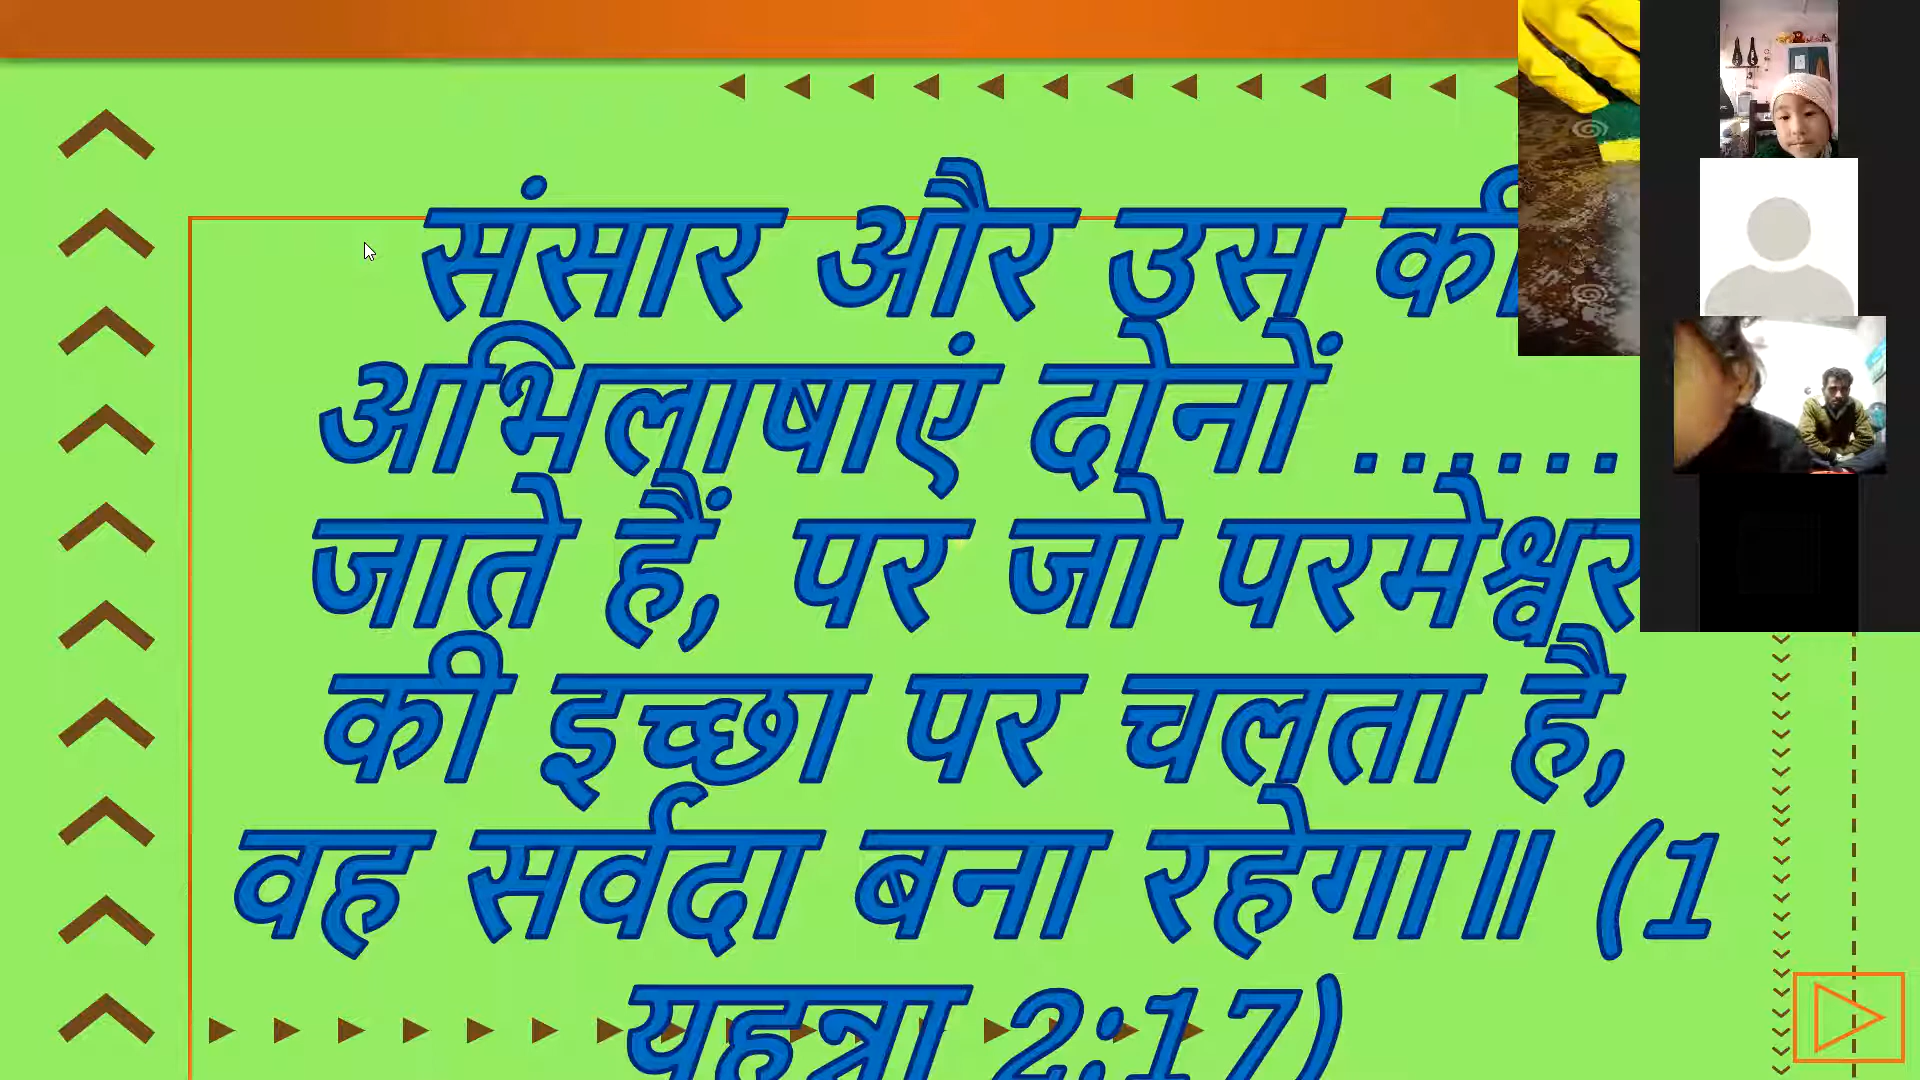 संसार और उस की
अभिलाषाएं दोनों ......
जाते हैं, पर जो परमेश्वर
की इच्छा पर चलता है,
वह सर्वदा बना रहेगा॥ (1
यूहन्ना 2:17)